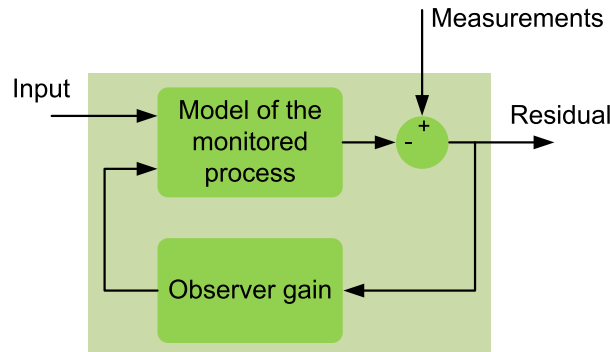 Measurements
Input
Model of the
monitored
process
+
-
Residual
Observer gain